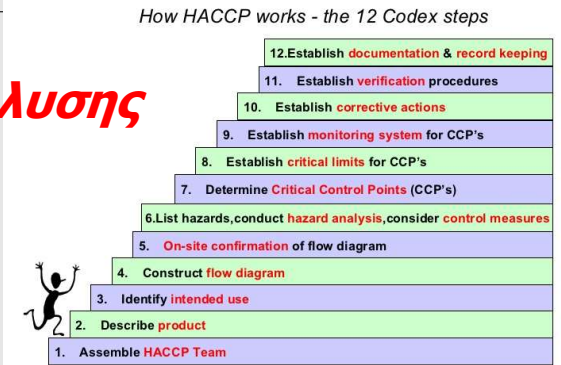 How HACCP works - the 12 Codex steps
12.Establish documentation & record keeping
λυσης
11. Establish verification procedures
10. Establish corrective actions
9. Establish monitoring system for CCP's
8. Establish critical limits for CCP's
7. Determine Critical Control Points (CCP's)
6.List hazards,conduct hazard analysis,consider control measures
5. On-site confirmation of flow diagram
4. Construct flow diagram
3. Identify intended use
2. Describe product
1. Assemble HACCP Team